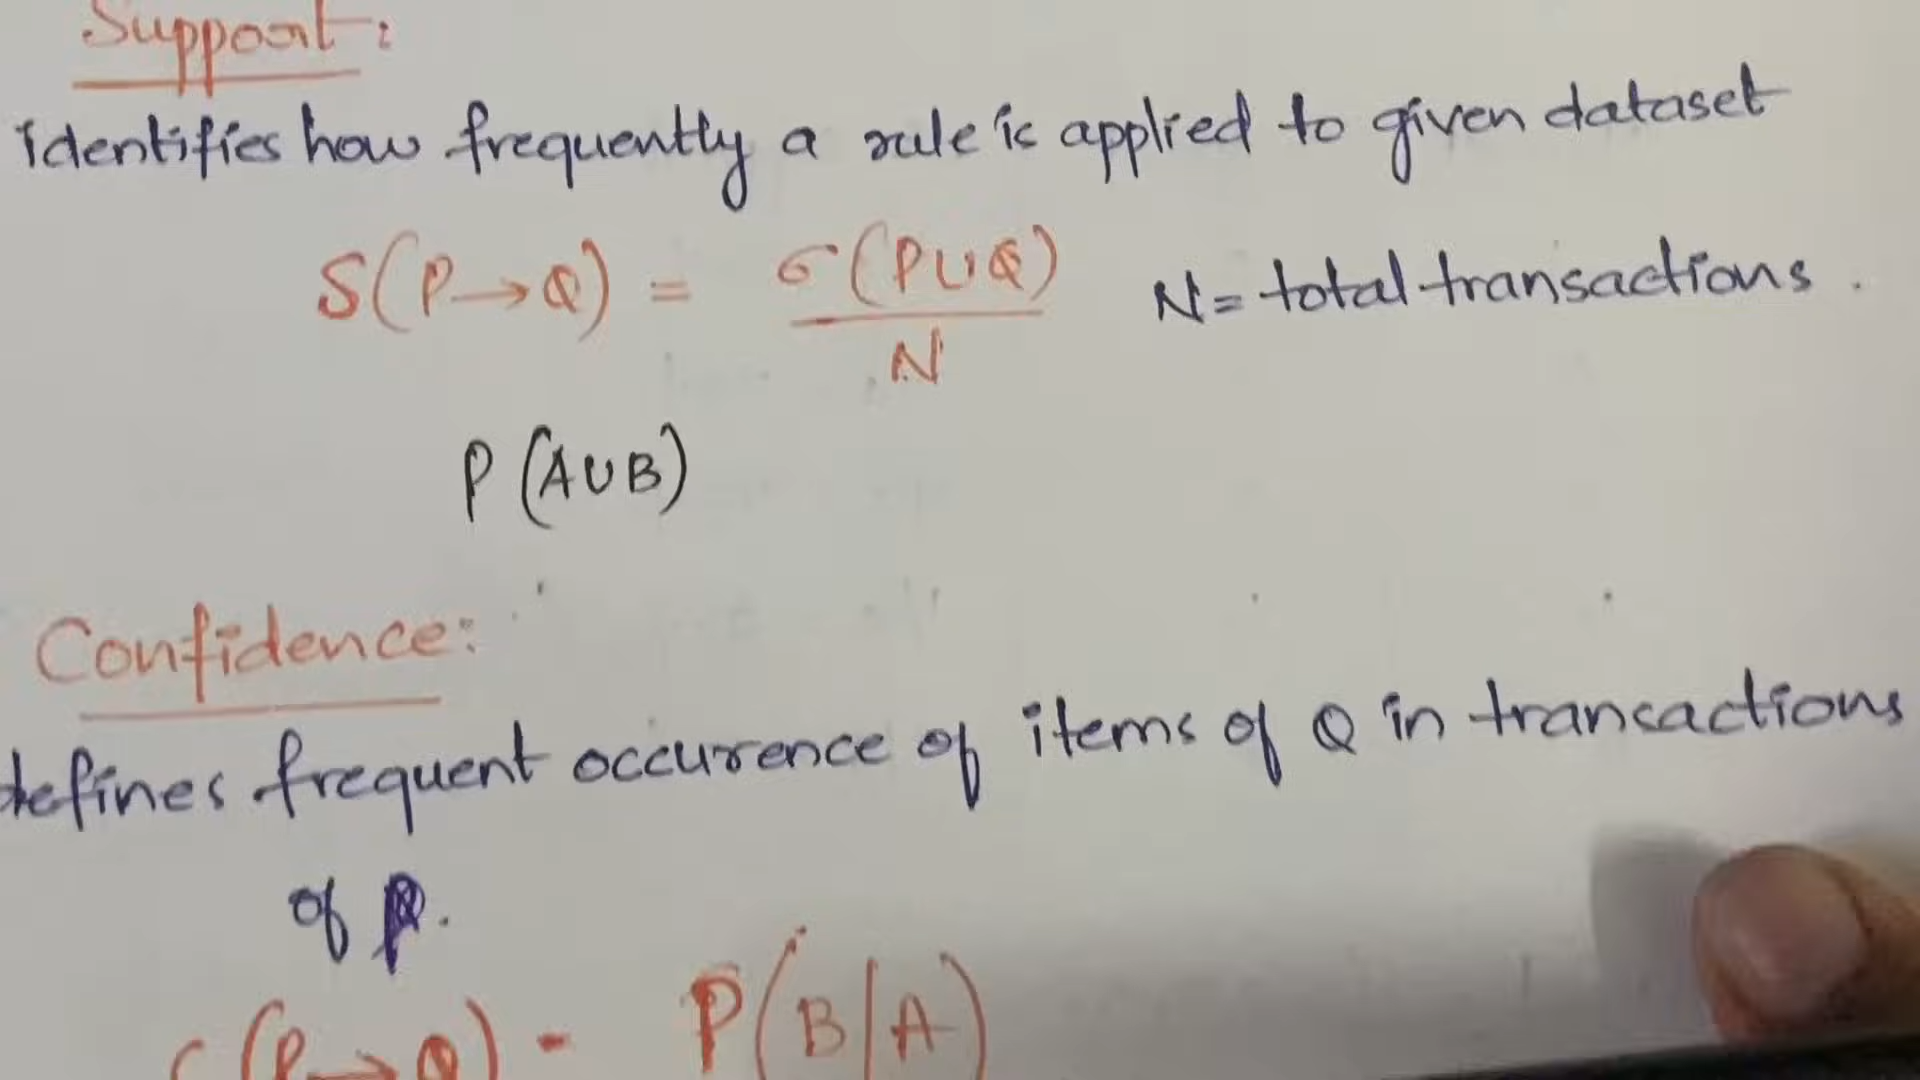 Support:
identifies how frequently a rule is applied to given dataset
S(P→Q) = σ(P∪Q) / N N = total transactions.
P(A∪B)
Confidence:
defines frequent occurence of items of Q in transactions
of P.
C(P→Q) = P(B/A)